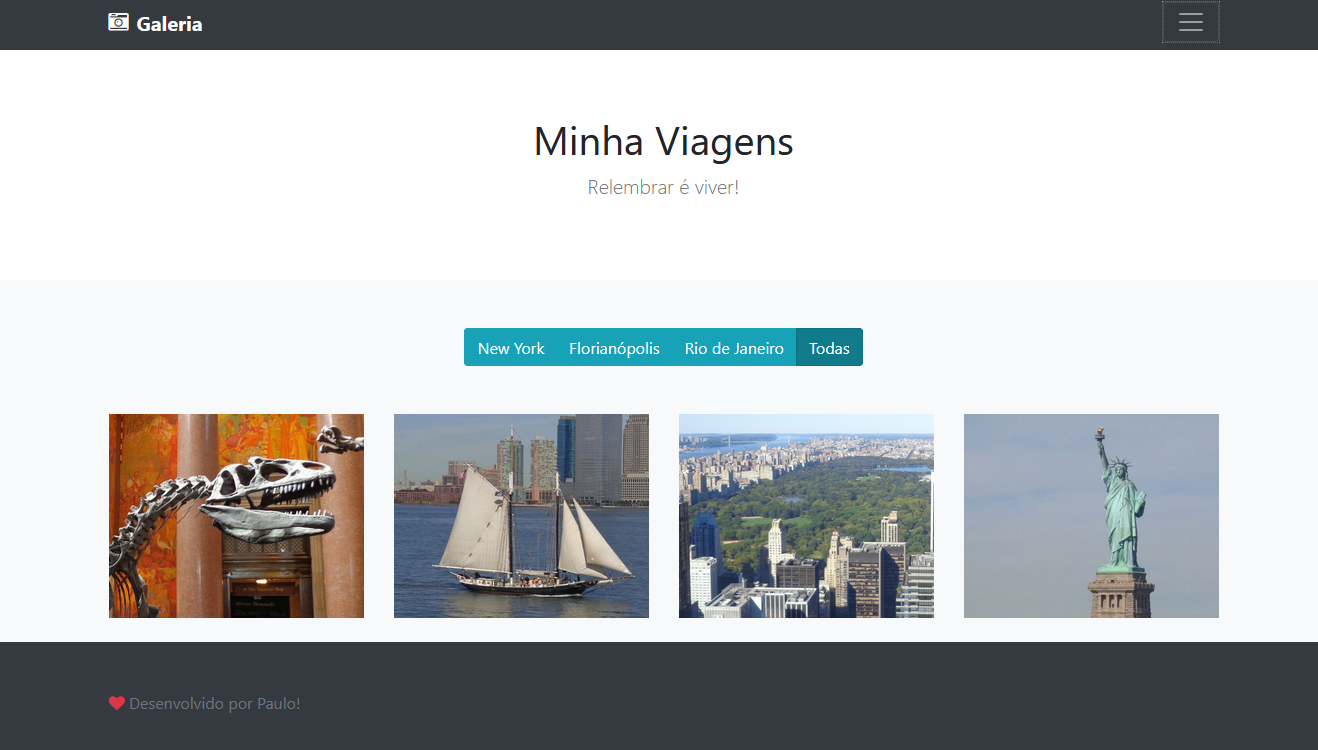 Galeria
Minha Viagens
Relembrar é viver!
New York Florianópolis Rio de Janeiro Todas
Desenvolvido por Paulo!